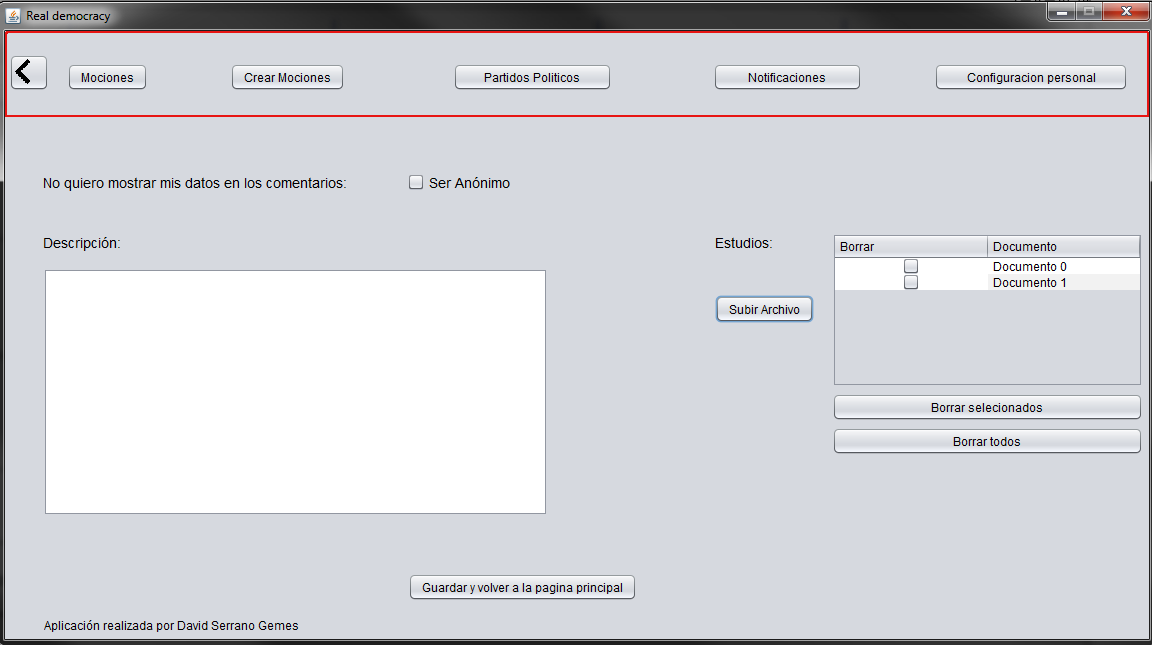 Real democracy
Mociones
Crear Mociones
Partidos Politicos
Notificaciones
Configuracion personal
No quiero mostrar mis datos en los comentarios:
Ser Anónimo
Descripción:
Estudios:
Borrar
Documento
Documento 0
Documento 1
Subir Archivo
Borrar selecionados
Borrar todos
Guardar y volver a la pagina principal
Aplicación realizada por David Serrano Gemes